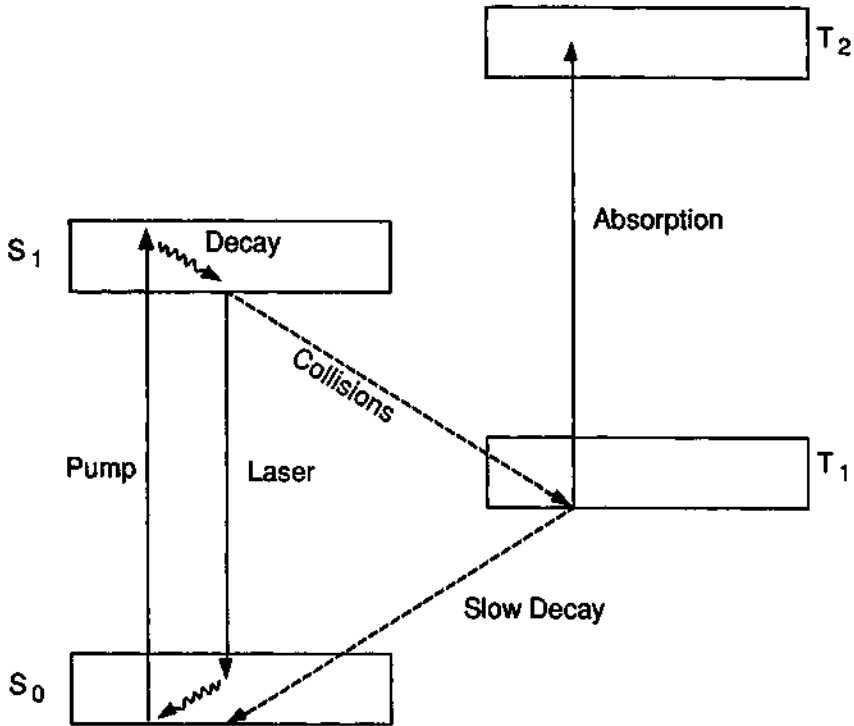 T2
Absorption
S1
Decay
Collisions
Pump
Laser
T1
Slow Decay
S0